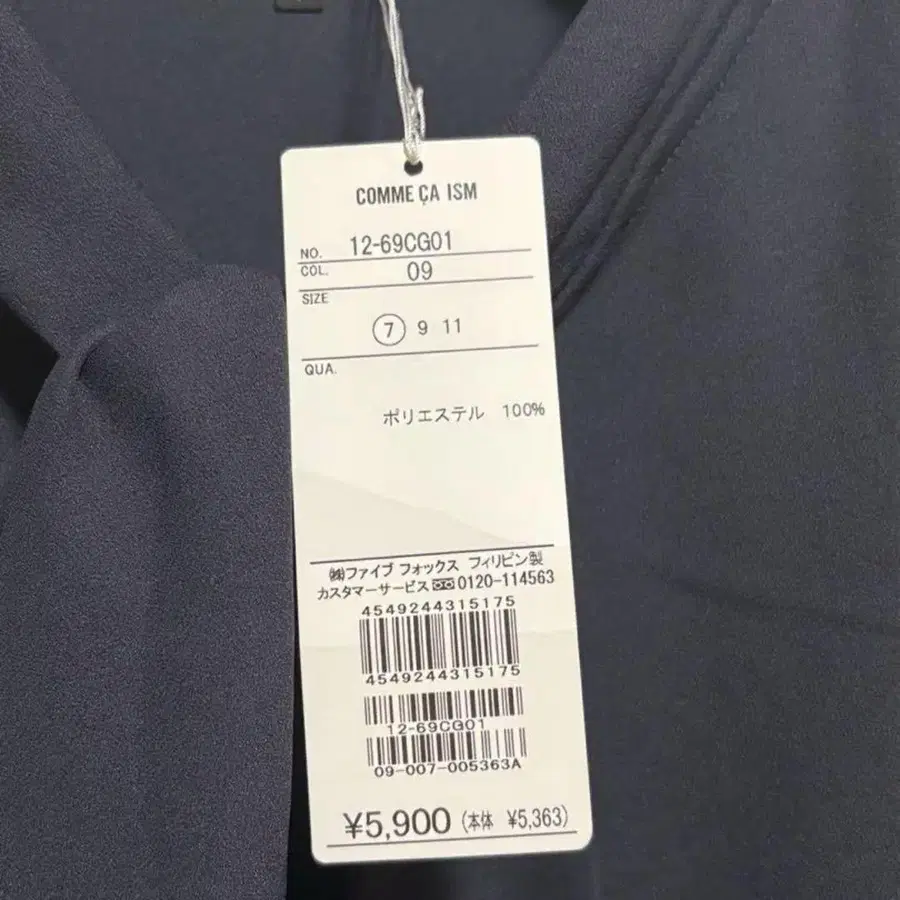 COMME ÇA ISM
NO. 12-69CG01
COL. 09
SIZE
7 9 11
QUA.
ポリエステル 100%
㈱ファイブ フォックス フィリピン製
カスタマーサービス 0120-114563
4549244315175
4549244315175
12-69CG01
09-007-005363A
¥5,900 (本体 ¥5,363)